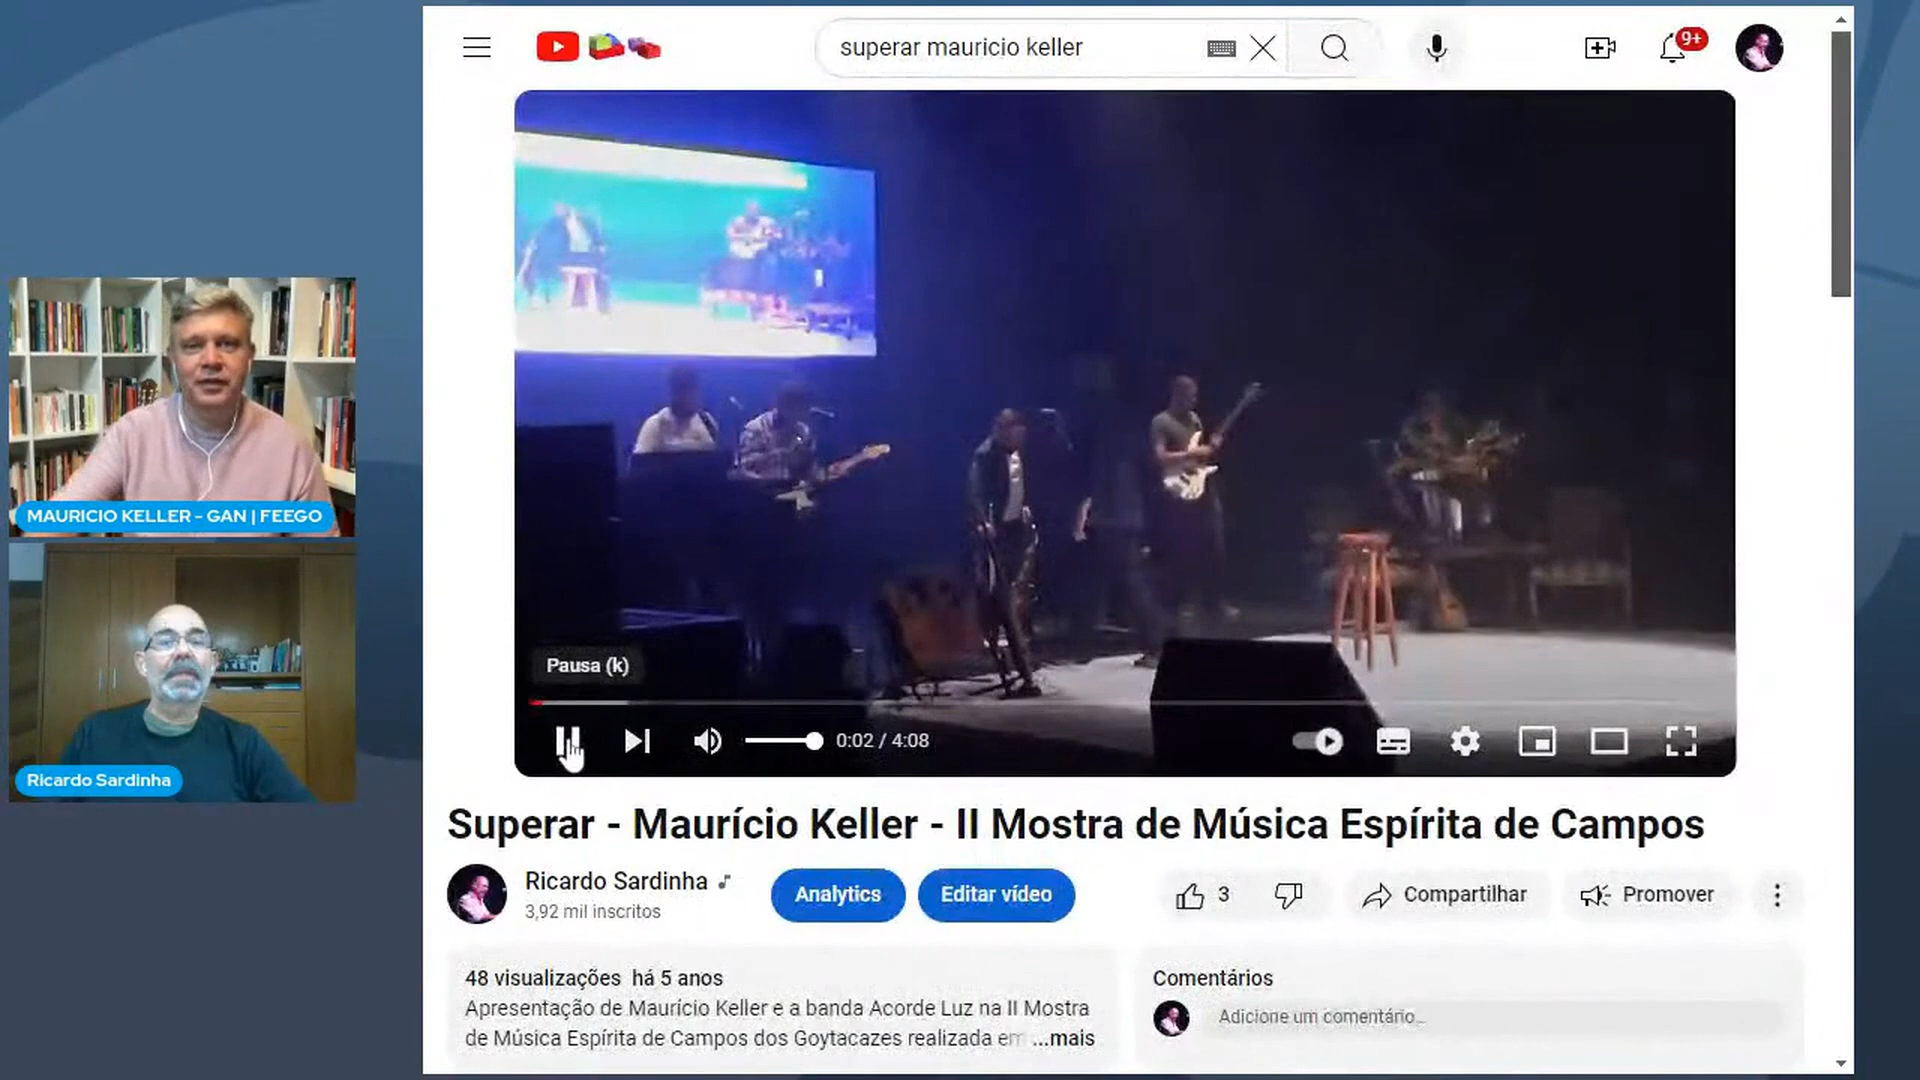 superar mauricio keller
9+
MAURICIO KELLER - GAN | FEEGO
Ricardo Sardinha
Pausa (k)
0:02 / 4:08
Superar - Maurício Keller - II Mostra de Música Espírita de Campos
Ricardo Sardinha
3,92 mil inscritos
Analytics
Editar vídeo
3
Compartilhar
Promover
48 visualizações há 5 anos
Apresentação de Maurício Keller e a banda Acorde Luz na II Mostra
de Música Espírita de Campos dos Goytacazes realizada em ...mais
Comentários
Adicione um comentário...